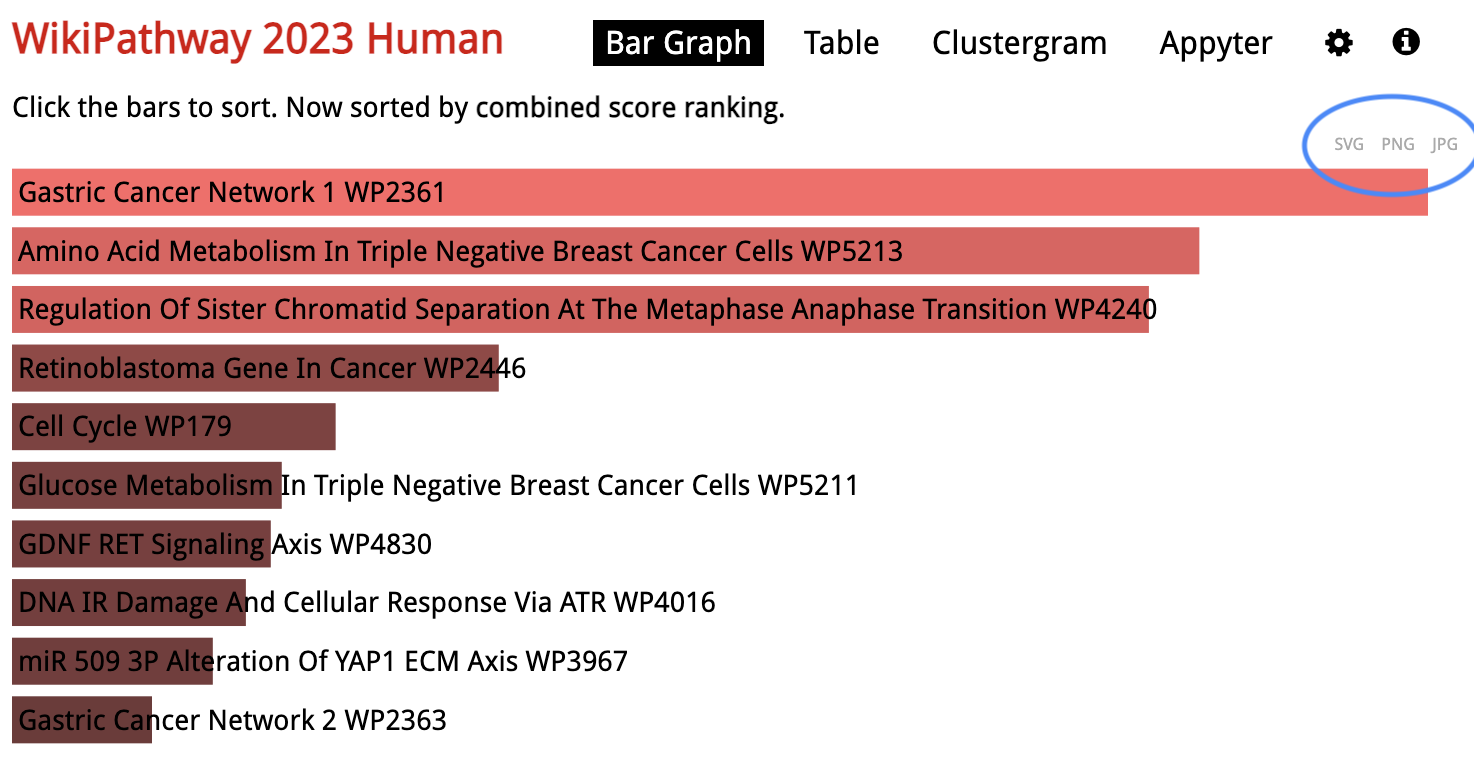 WikiPathway 2023 Human
Bar Graph Table Clustergram Appyter
Click the bars to sort. Now sorted by combined score ranking.
SVG PNG JPG
Gastric Cancer Network 1 WP2361
Amino Acid Metabolism In Triple Negative Breast Cancer Cells WP5213
Regulation Of Sister Chromatid Separation At The Metaphase Anaphase Transition WP4240
Retinoblastoma Gene In Cancer WP2446
Cell Cycle WP179
Glucose Metabolism In Triple Negative Breast Cancer Cells WP5211
GDNF RET Signaling Axis WP4830
DNA IR Damage And Cellular Response Via ATR WP4016
miR 509 3P Alteration Of YAP1 ECM Axis WP3967
Gastric Cancer Network 2 WP2363